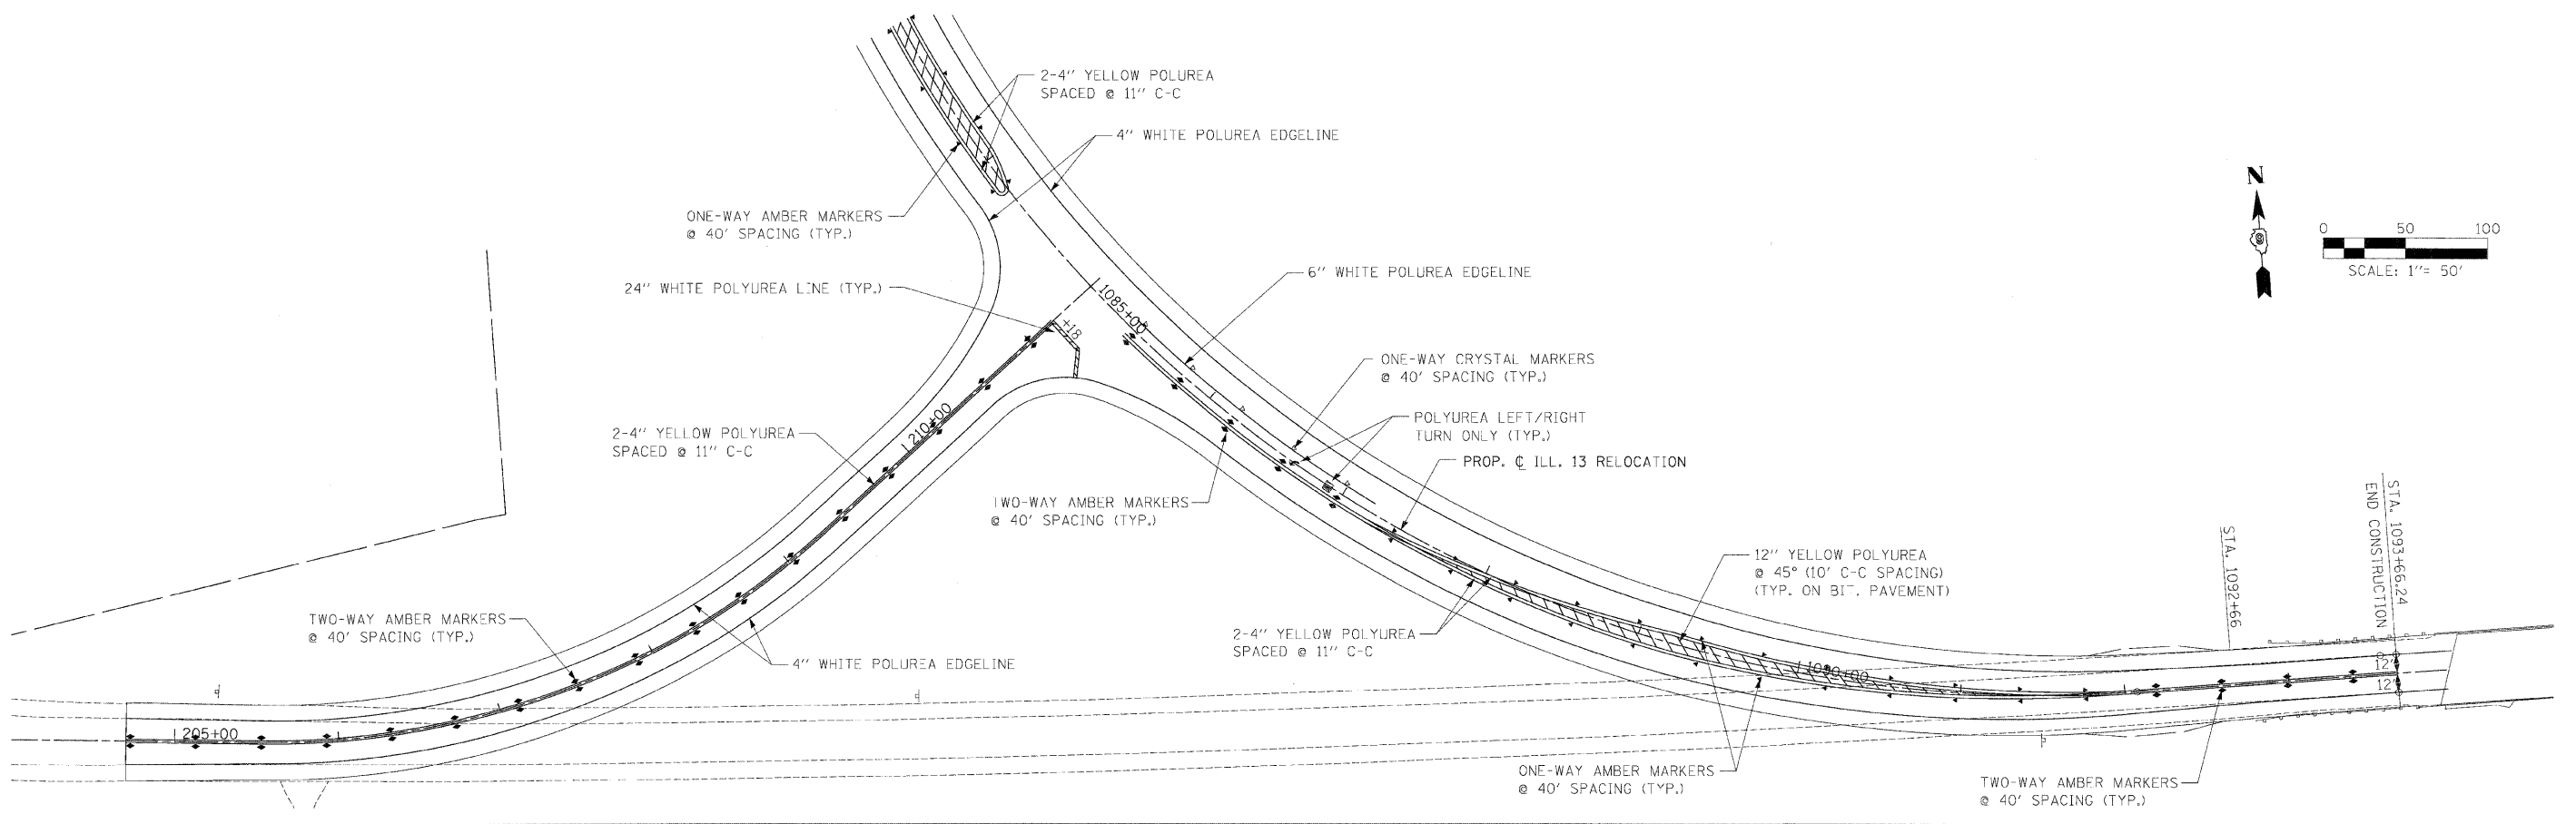 2-4" YELLOW POLUREA
SPACED @ 11" C-C
4" WHITE POLUREA EDGELINE
ONE-WAY AMBER MARKERS
@ 40' SPACING (TYP.)
24" WHITE POLYUREA LINE (TYP.)
N
0 50 100
SCALE: 1"= 50'
6" WHITE POLUREA EDGELINE
1085+00
+18
ONE-WAY CRYSTAL MARKERS
@ 40' SPACING (TYP.)
POLYUREA LEFT/RIGHT
TURN ONLY (TYP.)
PROP. ℄ ILL. 13 RELOCATION
2-4" YELLOW POLYUREA
SPACED @ 11" C-C
210+00
TWO-WAY AMBER MARKERS
@ 40' SPACING (TYP.)
12" YELLOW POLYUREA
@ 45° (10' C-C SPACING)
(TYP. ON BIT. PAVEMENT)
STA. 1092+66
STA. 1093+66.24
END CONSTRUCTION
TWO-WAY AMBER MARKERS
@ 40' SPACING (TYP.)
2-4" YELLOW POLYUREA
SPACED @ 11" C-C
4" WHITE POLUREA EDGELINE
1090+00
12'
12'
205+00
ONE-WAY AMBER MARKERS
@ 40' SPACING (TYP.)
TWO-WAY AMBER MARKERS
@ 40' SPACING (TYP.)